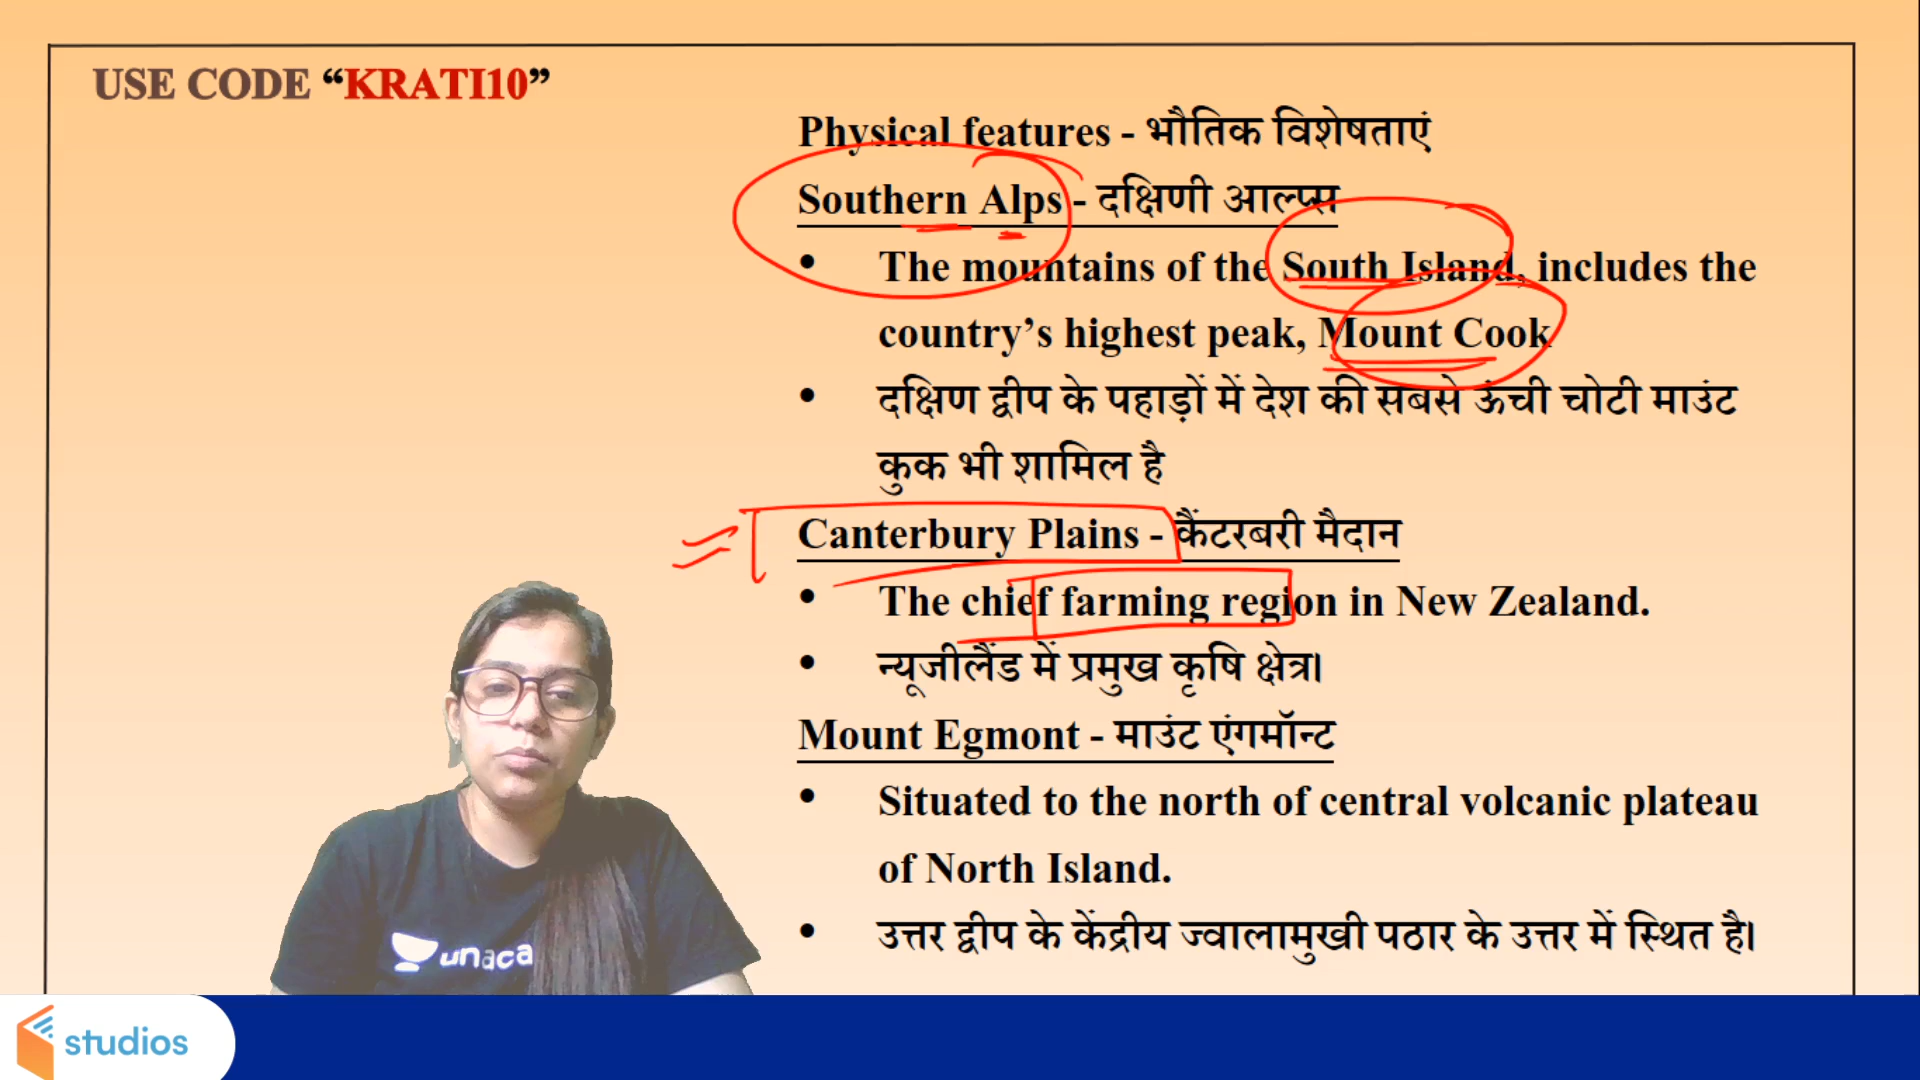 USE CODE “KRATI10”
Physical features - भौतिक विशेषताएं
Southern Alps - दक्षिणी आल्प्स
• The mountains of the South Island, includes the
country’s highest peak, Mount Cook
• दक्षिण द्वीप के पहाड़ों में देश की सबसे ऊंची चोटी माउंट
कुक भी शामिल है
Canterbury Plains - कैंटरबरी मैदान
• The chief farming region in New Zealand.
• न्यूजीलैंड में प्रमुख कृषि क्षेत्र।
Mount Egmont - माउंट एंगमॉन्ट
• Situated to the north of central volcanic plateau
of North Island.
• उत्तर द्वीप के केंद्रीय ज्वालामुखी पठार के उत्तर में स्थित है।
unaca
studios